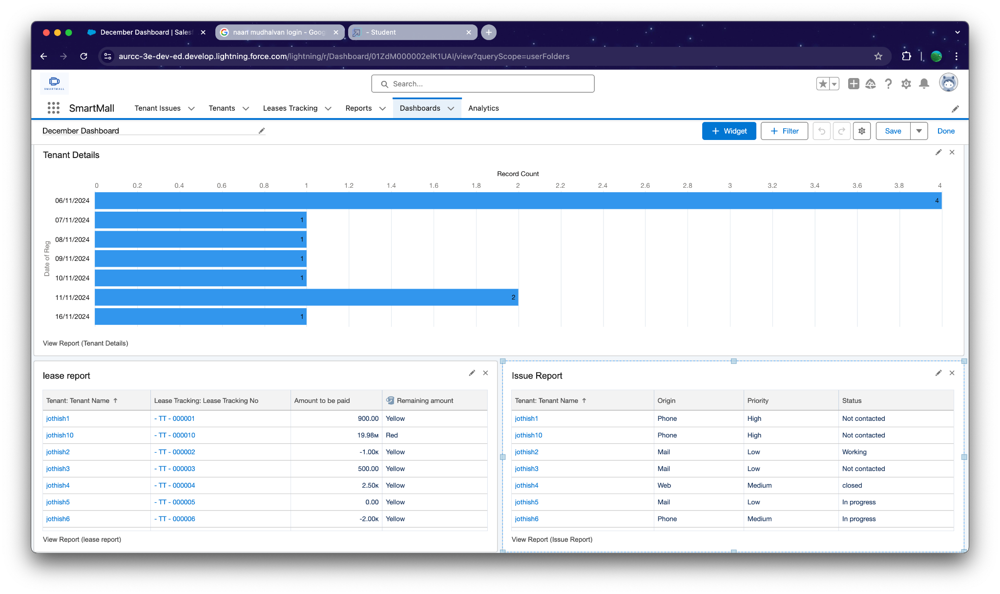 December Dashboard | Salesf
naan mudhalvan login - Goog
- Student
aurcc-3e-dev-ed.develop.lightning.force.com/lightning/r/Dashboard/01ZdM000002elK1UAI/view?queryScope=userFolders
SMARTMALL
Search...
SmartMall
Tenant Issues
Tenants
Leases Tracking
Reports
Dashboards
Analytics
December Dashboard
+ Widget
+ Filter
Save
Done
Tenant Details
Record Count
0 0.2 0.4 0.6 0.8 1 1.2 1.4 1.6 1.8 2 2.2 2.4 2.6 2.8 3 3.2 3.4 3.6 3.8 4
Date of Reg
06/11/2024 4
07/11/2024 1
08/11/2024 1
09/11/2024 1
10/11/2024 1
11/11/2024 2
16/11/2024 1
View Report (Tenant Details)
lease report
Tenant: Tenant Name ↑ Lease Tracking: Lease Tracking No Amount to be paid Remaining amount
jothish1 - TT - 000001 900.00 Yellow
jothish10 - TT - 000010 19.98M Red
jothish2 - TT - 000002 -1.00K Yellow
jothish3 - TT - 000003 500.00 Yellow
jothish4 - TT - 000004 2.50K Yellow
jothish5 - TT - 000005 0.00 Yellow
jothish6 - TT - 000006 -2.00K Yellow
View Report (lease report)
Issue Report
Tenant: Tenant Name ↑ Origin Priority Status
jothish1 Phone High Not contacted
jothish10 Phone High Not contacted
jothish2 Mail Low Working
jothish3 Mail Low Not contacted
jothish4 Web Medium closed
jothish5 Mail Low In progress
jothish6 Phone Medium In progress
View Report (Issue Report)